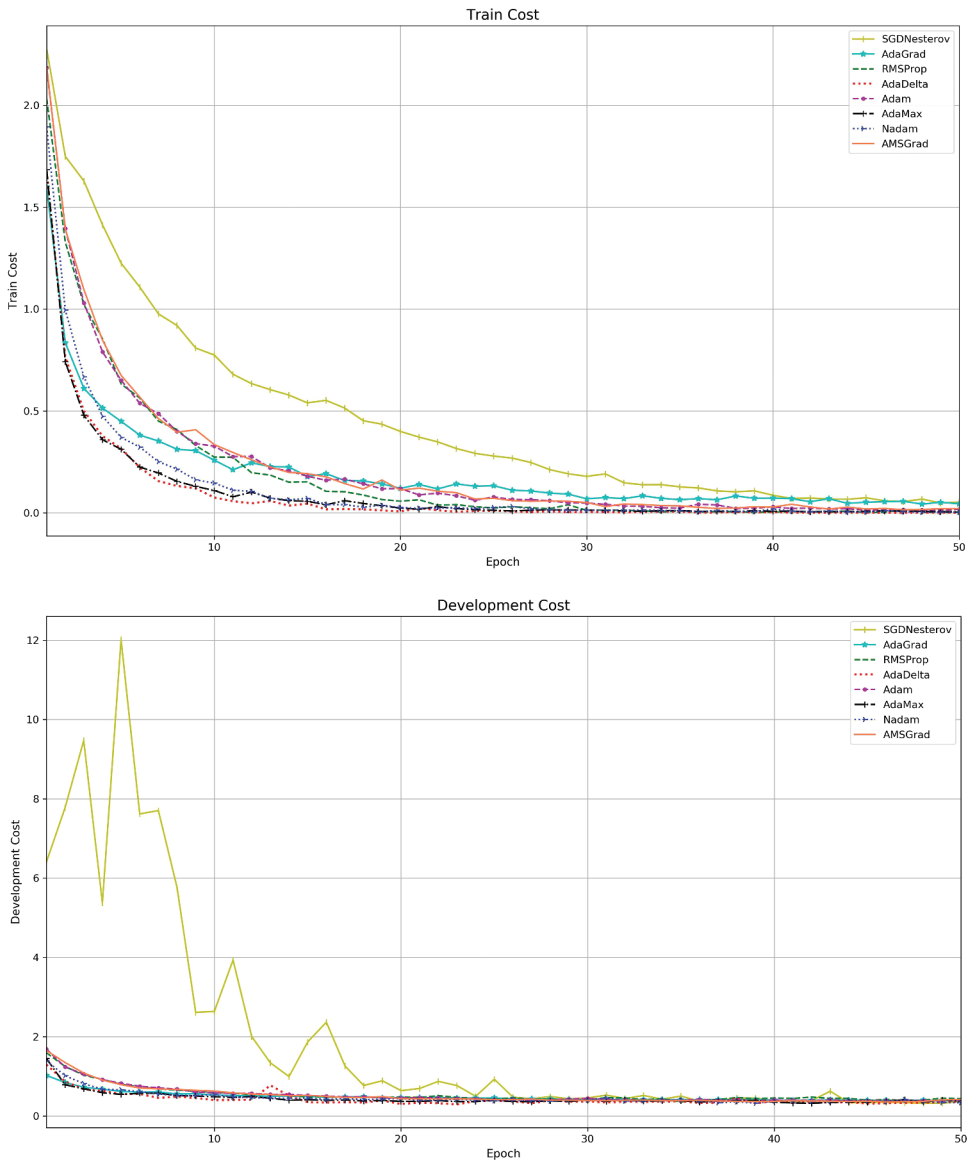 Train Cost
Train Cost
2.0
1.5
1.0
0.5
0.0
SGDNesterov
AdaGrad
RMSProp
AdaDelta
Adam
AdaMax
Nadam
AMSGrad
10
20
30
40
50
Epoch
Development Cost
Development Cost
12
10
8
6
4
2
0
SGDNesterov
AdaGrad
RMSProp
AdaDelta
Adam
AdaMax
Nadam
AMSGrad
10
20
30
40
50
Epoch